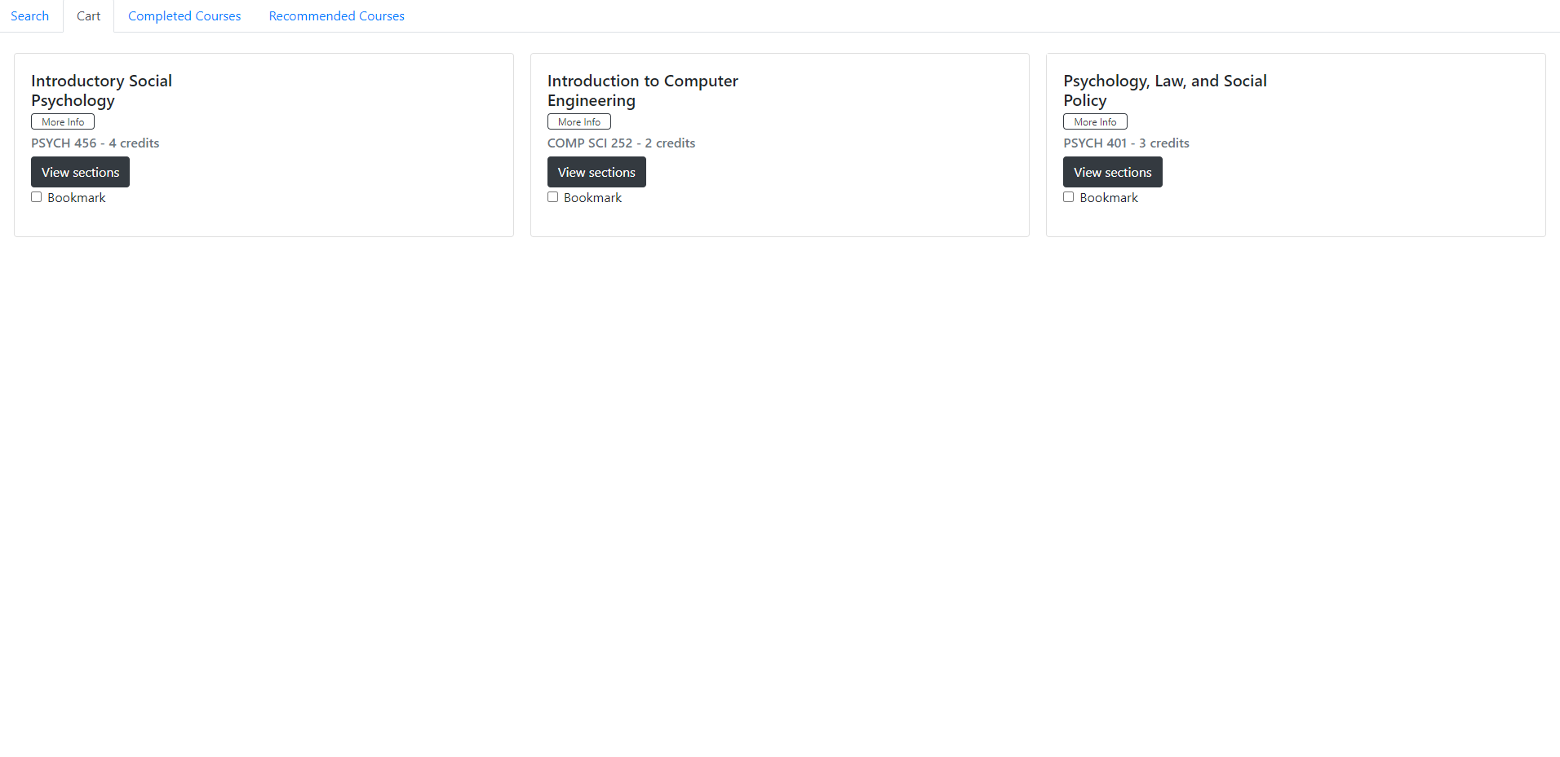 Search Cart Completed Courses Recommended Courses
Introductory Social
Psychology
More Info
PSYCH 456 - 4 credits
View sections
Bookmark
Introduction to Computer
Engineering
More Info
COMP SCI 252 - 2 credits
View sections
Bookmark
Psychology, Law, and Social
Policy
More Info
PSYCH 401 - 3 credits
View sections
Bookmark